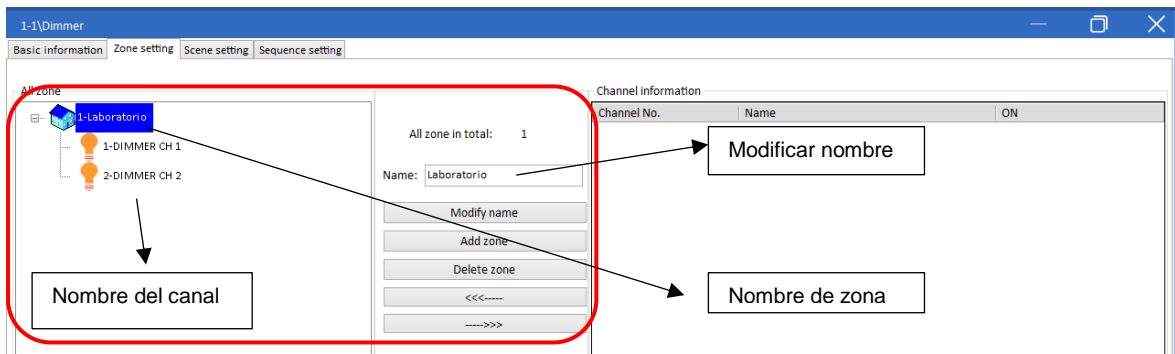 1-1\Dimmer
Basic information Zone setting Scene setting Sequence setting
All zone
1-Laboratorio
1-DIMMER CH 1
2-DIMMER CH 2
Nombre del canal
All zone in total: 1
Name: Laboratorio
Modify name
Add zone
Delete zone
<<<-----
----->>>
Channel information
Channel No. Name ON
Modificar nombre
Nombre de zona